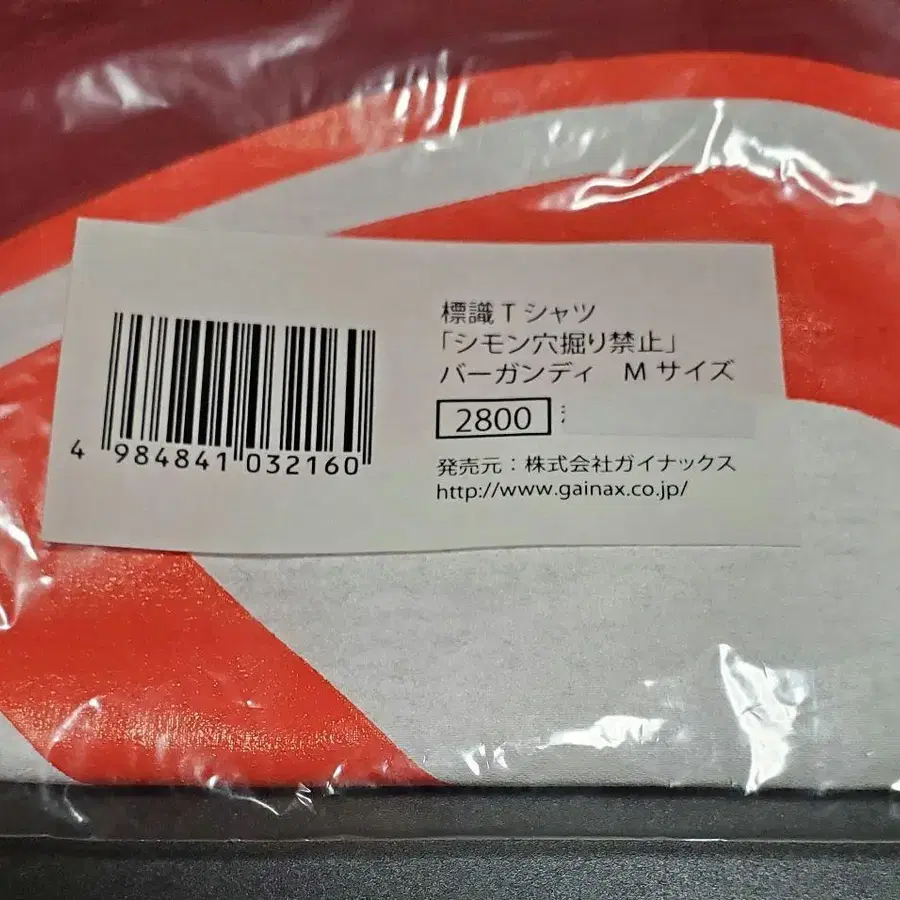 標識Tシャツ
「シモン穴掘り禁止」
バーガンディ　Mサイズ
2800
発売元：株式会社ガイナックス
http://www.gainax.co.jp/
4 984841 032160